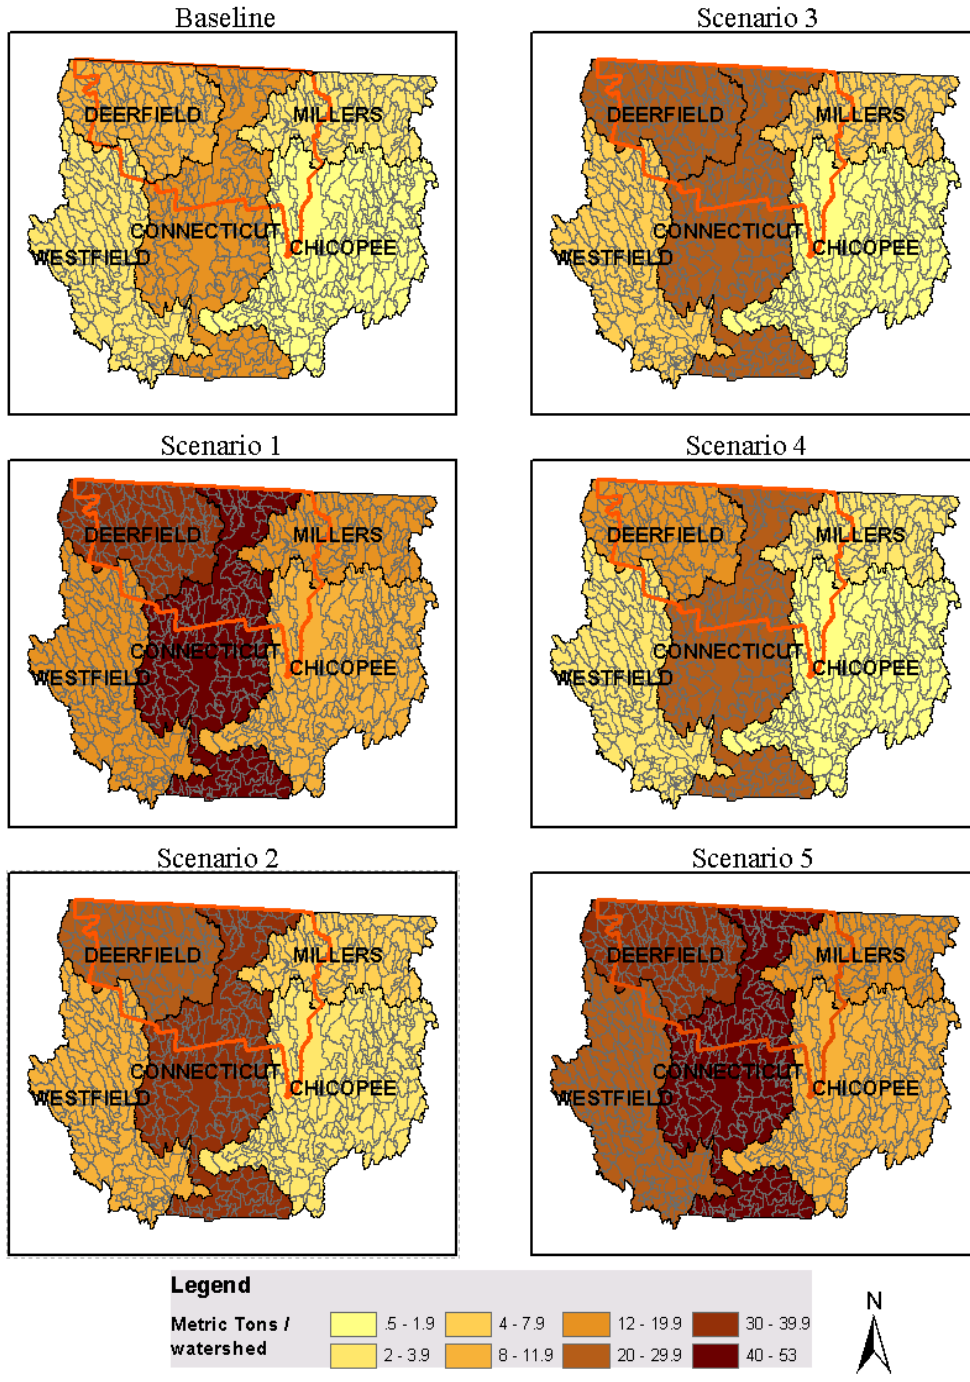 Baseline
Scenario 3
DEERFIELD
MILLERS
DEERFIELD
MILLERS
CONNECTICUT
CHICOPEE
WESTFIELD
CONNECTICUT
CHICOPEE
WESTFIELD
Scenario 1
Scenario 4
DEERFIELD
MILLERS
DEERFIELD
MILLERS
CONNECTICUT
CHICOPEE
WESTFIELD
CONNECTICUT
CHICOPEE
WESTFIELD
Scenario 2
Scenario 5
DEERFIELD
MILLERS
DEERFIELD
MILLERS
CONNECTICUT
CHICOPEE
WESTFIELD
CONNECTICUT
CHICOPEE
WESTFIELD
Legend
Metric Tons /
watershed
.5 - 1.9
4 - 7.9
12 - 19.9
30 - 39.9
2 - 3.9
8 - 11.9
20 - 29.9
40 - 53
N